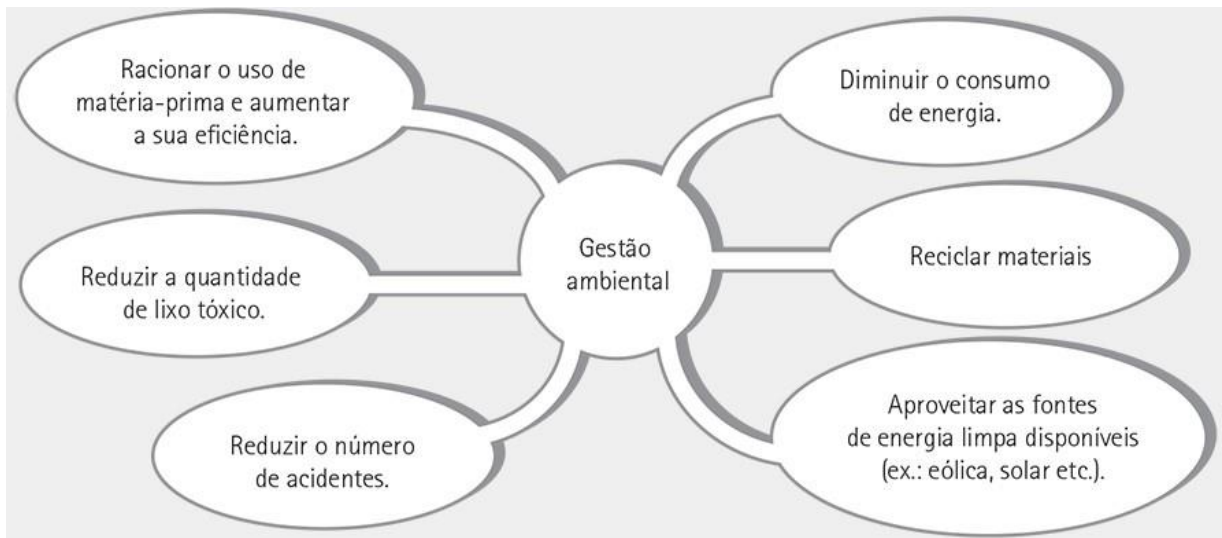 Racionar o uso de
matéria-prima e aumentar
a sua eficiência.
Diminuir o consumo
de energia.
Reduzir a quantidade
de lixo tóxico.
Gestão
ambiental
Reciclar materiais
Reduzir o número
de acidentes.
Aproveitar as fontes
de energia limpa disponíveis
(ex.: eólica, solar etc.).